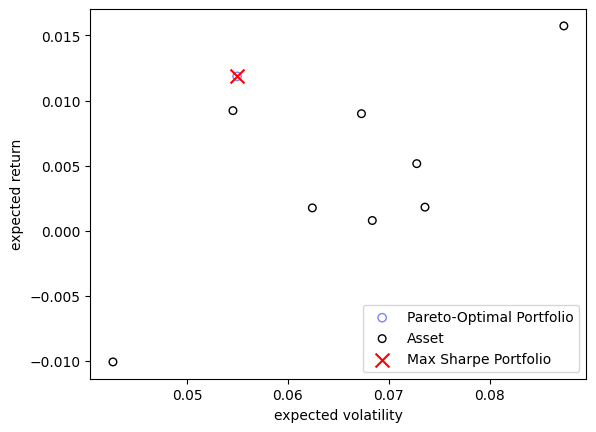 0.015
0.010
0.005
0.000
−0.005
−0.010
expected return
Pareto-Optimal Portfolio
Asset
Max Sharpe Portfolio
0.05 0.06 0.07 0.08
expected volatility